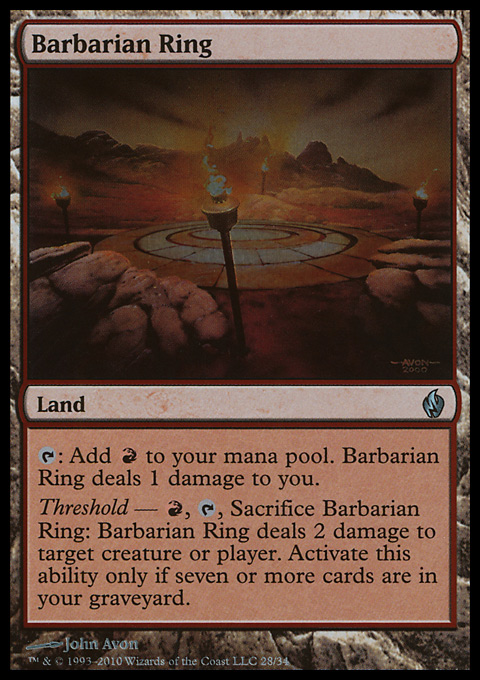 Barbarian Ring
AVON
2000
Land
: Add to your mana pool. Barbarian
Ring deals 1 damage to you.
Threshold — , , Sacrifice Barbarian
Ring: Barbarian Ring deals 2 damage to
target creature or player. Activate this
ability only if seven or more cards are in
your graveyard.
John Avon
™ & © 1993–2010 Wizards of the Coast LLC 28/34